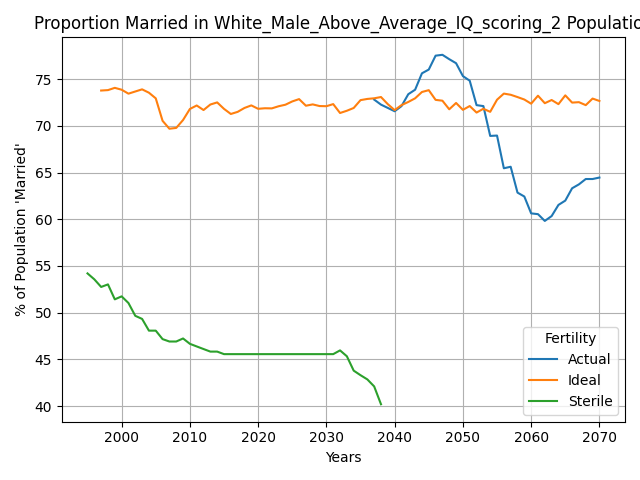 Proportion Married in White_Male_Above_Average_IQ_scoring_2 Populatio
% of Population 'Married'
75
70
65
60
55
50
45
40
2000 2010 2020 2030 2040 2050 2060 2070
Years
Fertility
Actual
Ideal
Sterile